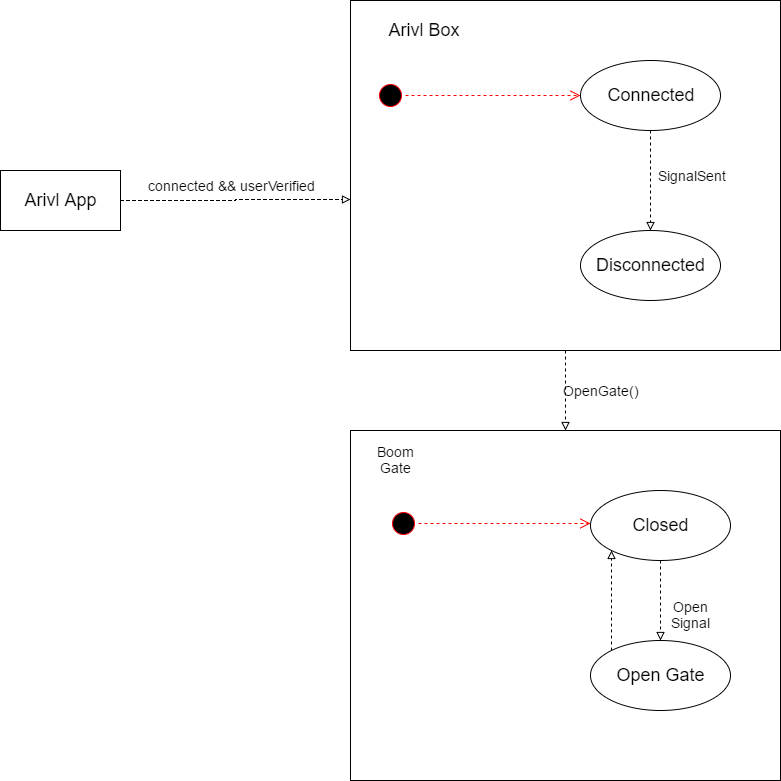 Arivl Box
Connected
connected && userVerified
SignalSent
Arivl App
Disconnected
OpenGate()
Boom
Gate
Closed
Open
Signal
Open Gate